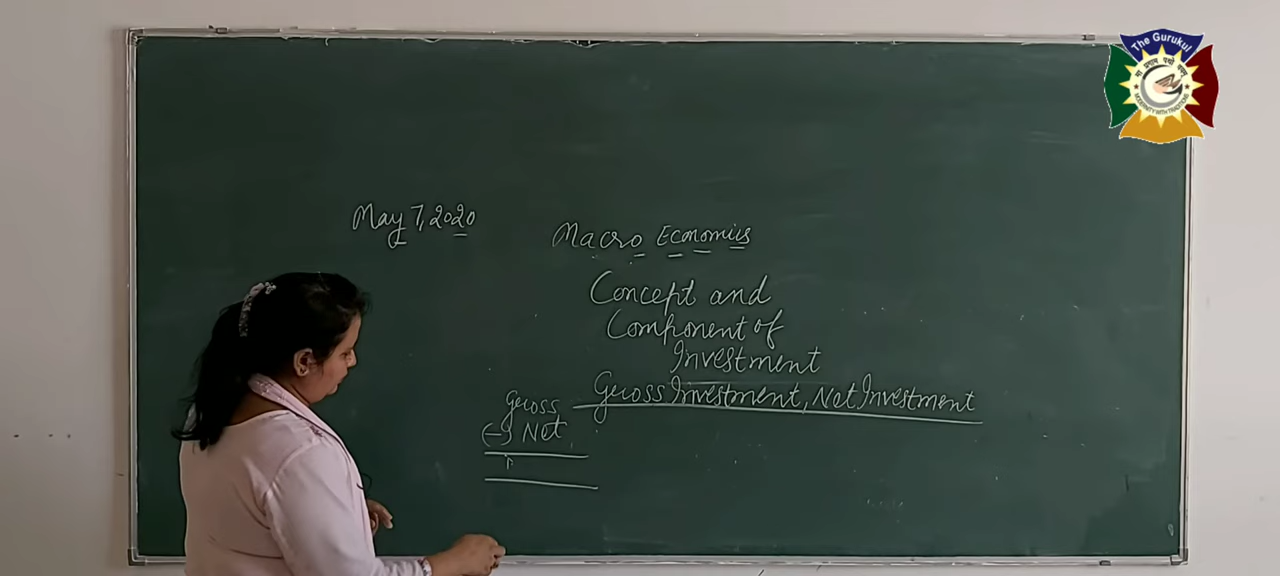 The Gurukul
May 7, 2020
Macro Economics
Concept and
Component of
Investment
Gross Investment, Net Investment
Gross
(-) Net